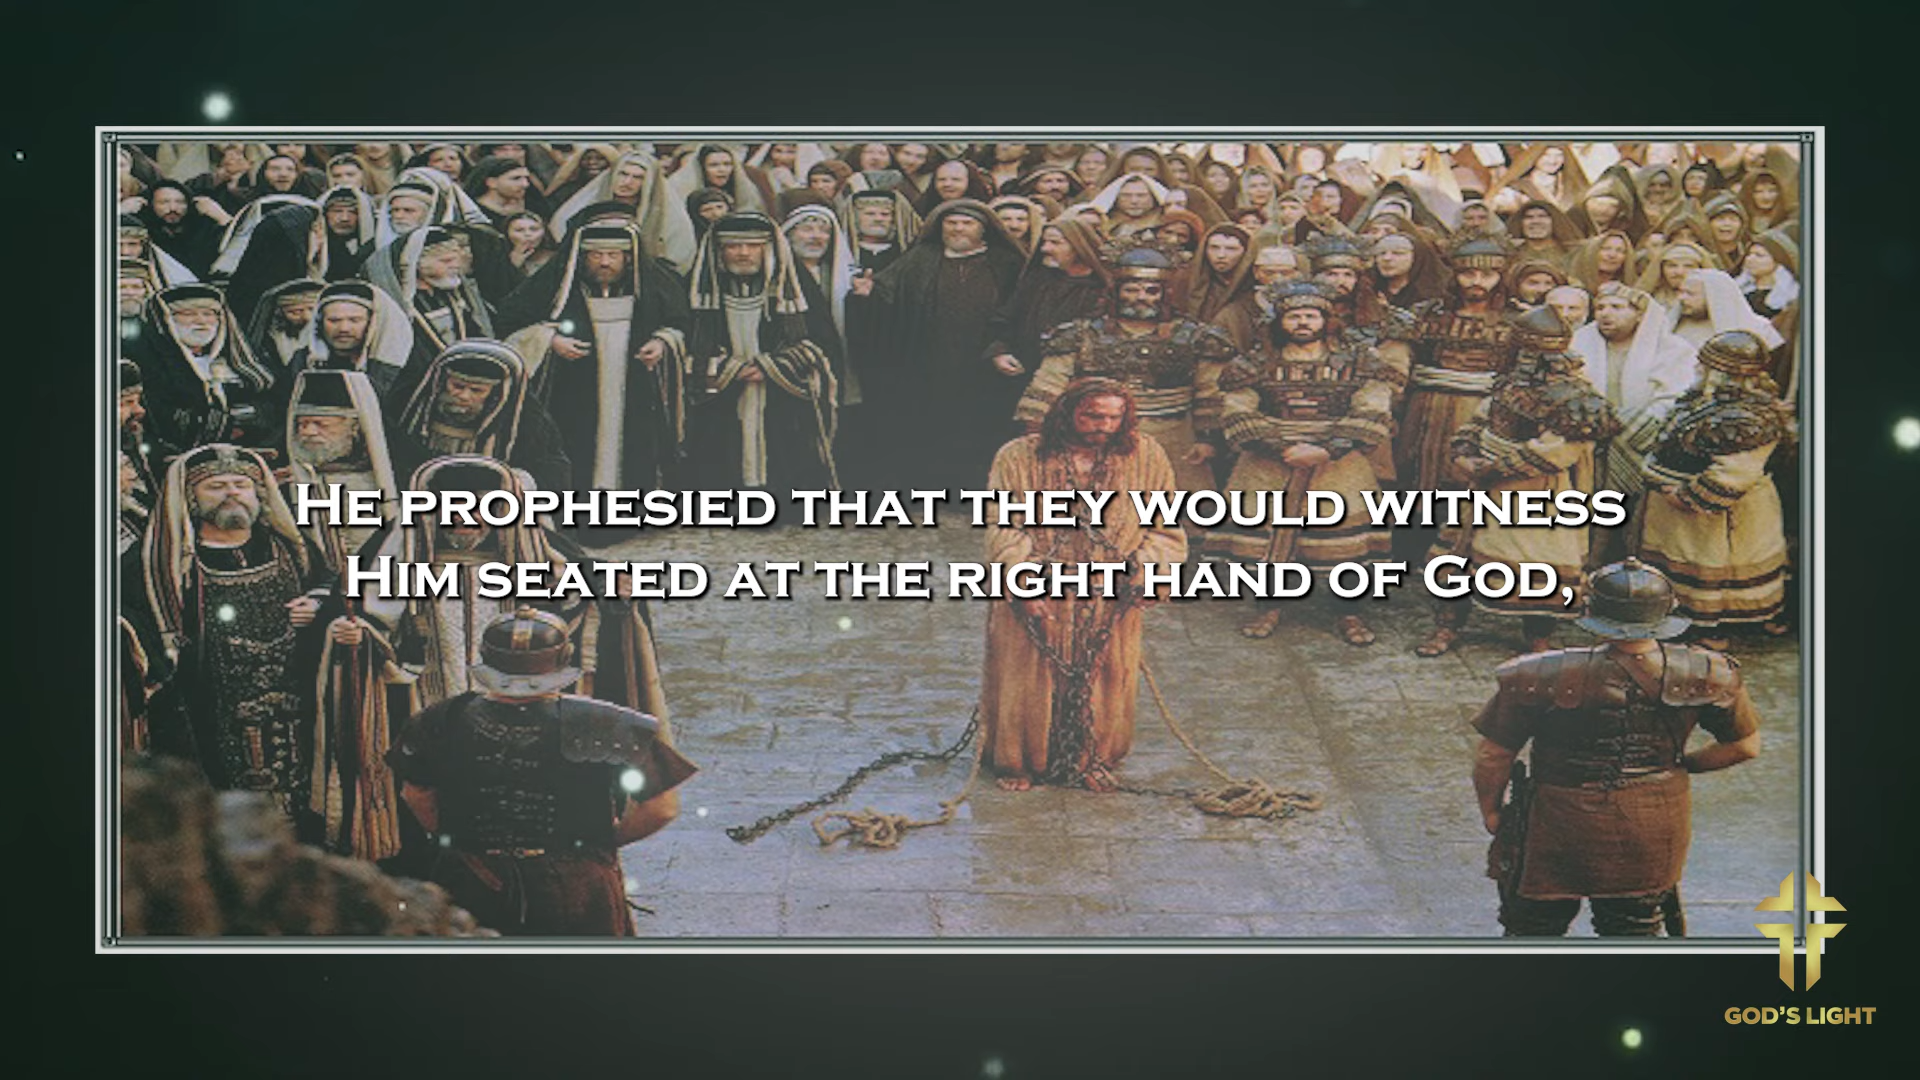 He prophesied that they would witness
Him seated at the right hand of God,
GOD'S LIGHT